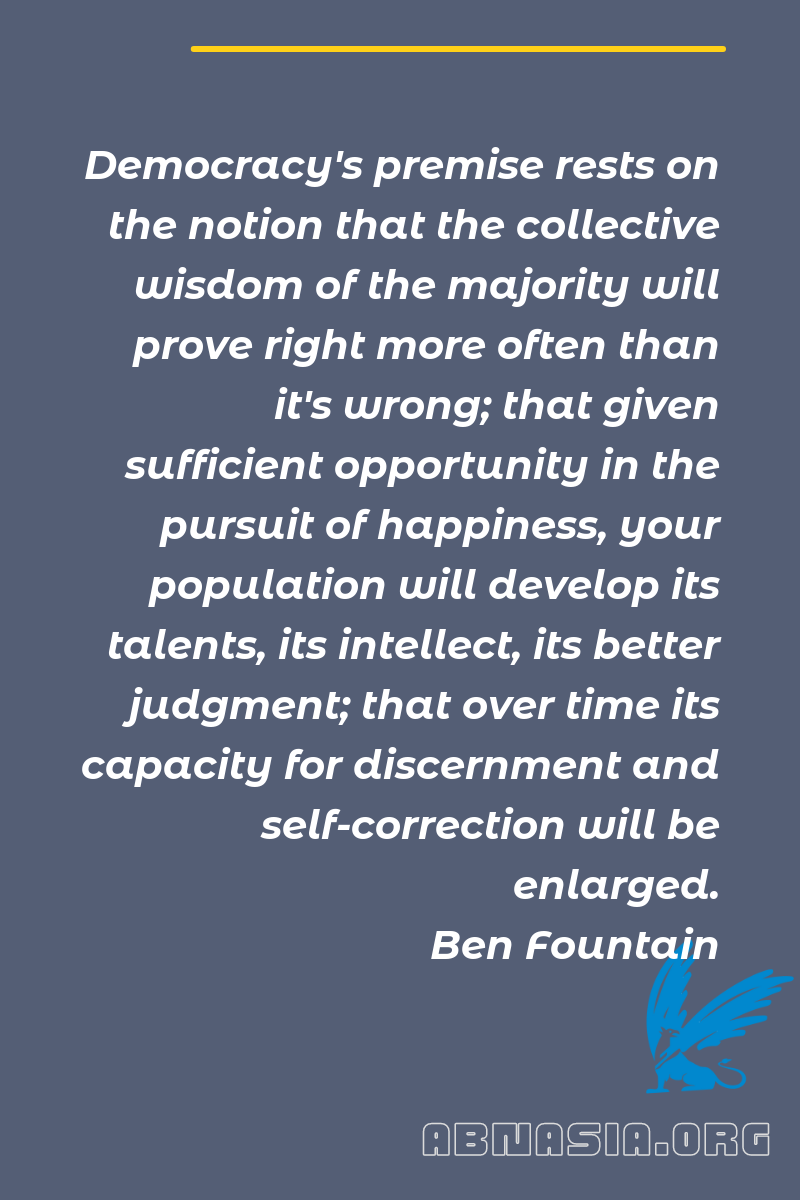 Democracy's premise rests on
the notion that the collective
wisdom of the majority will
prove right more often than
it's wrong; that given
sufficient opportunity in the
pursuit of happiness, your
population will develop its
talents, its intellect, its better
judgment; that over time its
capacity for discernment and
self-correction will be
enlarged.
Ben Fountain
ABNASIA.ORG